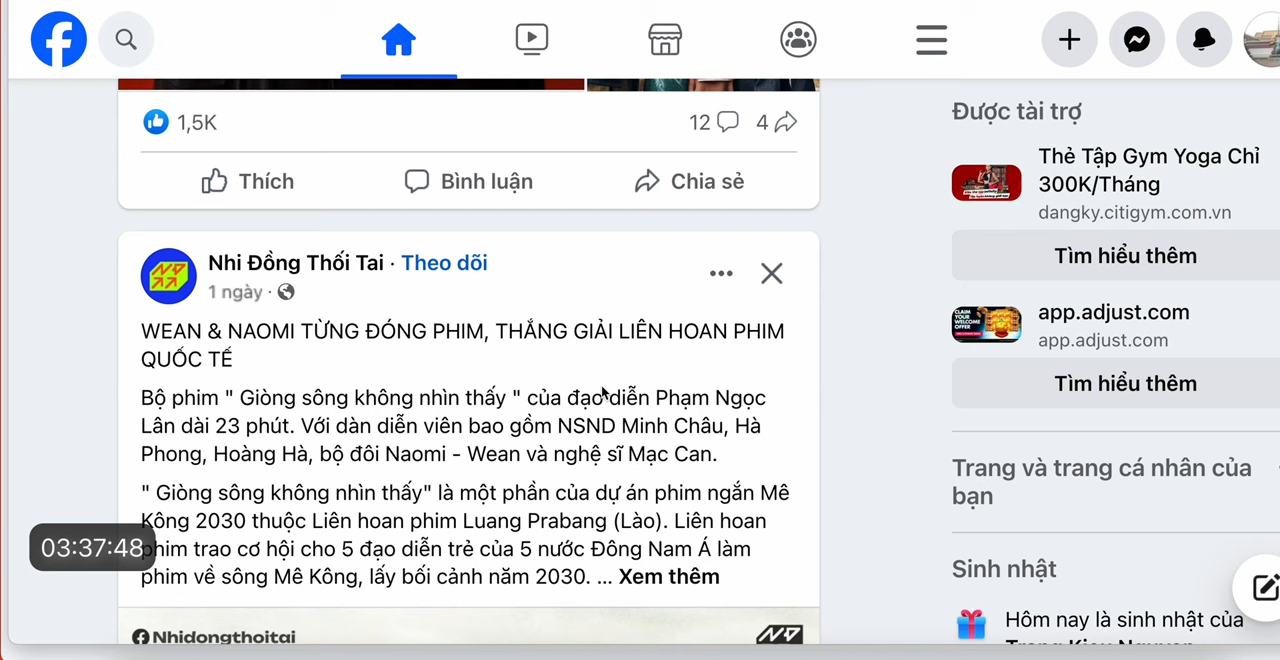 1,5K
12
4
Thích
Bình luận
Chia sẻ
Nhi Đồng Thối Tai · Theo dõi
1 ngày ·
WEAN & NAOMI TỪNG ĐÓNG PHIM, THẮNG GIẢI LIÊN HOAN PHIM
QUỐC TẾ
Bộ phim " Giòng sông không nhìn thấy " của đạo diễn Phạm Ngọc
Lân dài 23 phút. Với dàn diễn viên bao gồm NSND Minh Châu, Hà
Phong, Hoàng Hà, bộ đôi Naomi - Wean và nghệ sĩ Mạc Can.
" Giòng sông không nhìn thấy" là một phần của dự án phim ngắn Mê
Kông 2030 thuộc Liên hoan phim Luang Prabang (Lào). Liên hoan
phim trao cơ hội cho 5 đạo diễn trẻ của 5 nước Đông Nam Á làm
phim về sông Mê Kông, lấy bối cảnh năm 2030. ... Xem thêm
03:37:48
Nhidongthoitai
Được tài trợ
Thẻ Tập Gym Yoga Chỉ
300K/Tháng
dangky.citigym.com.vn
Tìm hiểu thêm
CLAIM
YOUR
WELCOME
OFFER
app.adjust.com
app.adjust.com
Tìm hiểu thêm
Trang và trang cá nhân của
bạn
Sinh nhật
Hôm nay là sinh nhật của